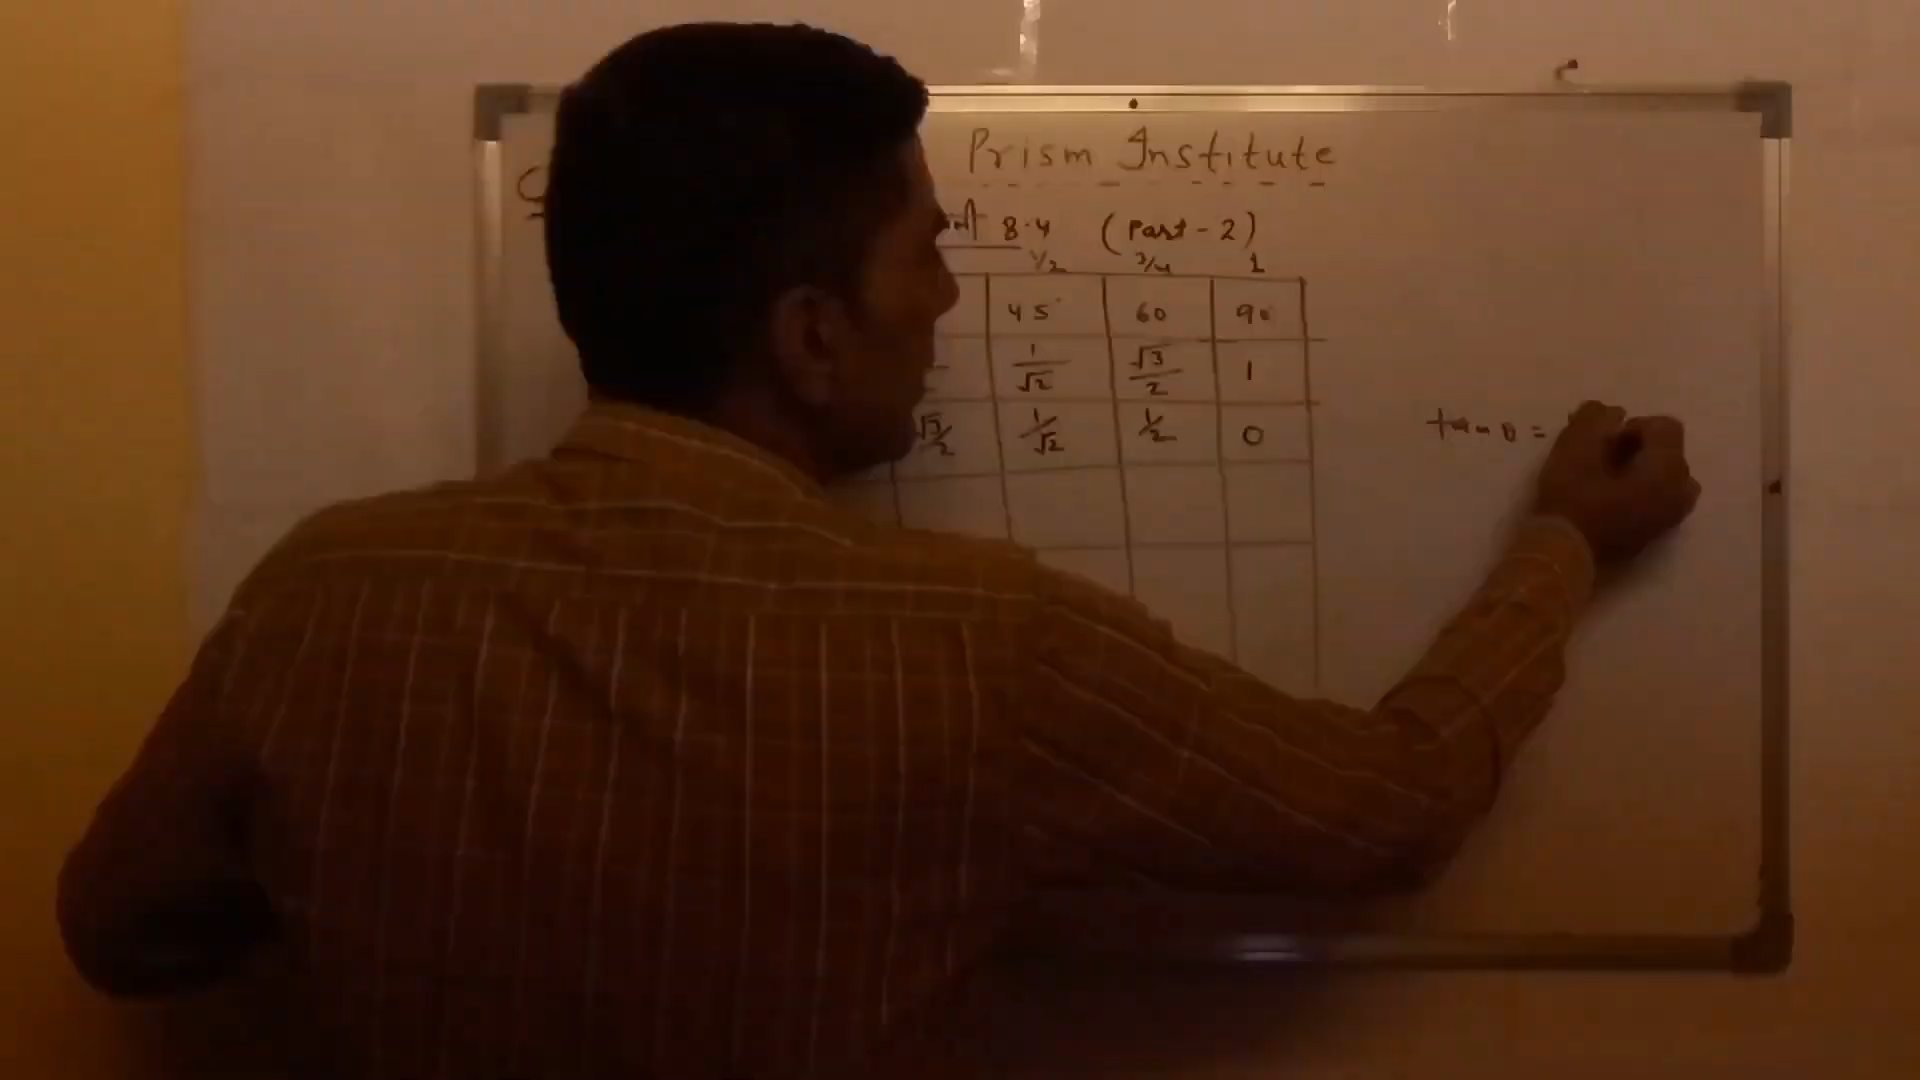 Prism Institute
8.4 (Part-2)
1/2 3/4 1
45° 60 90
1/√2 √3/2 1
√3/2 1/√2 1/2 0
tan θ =